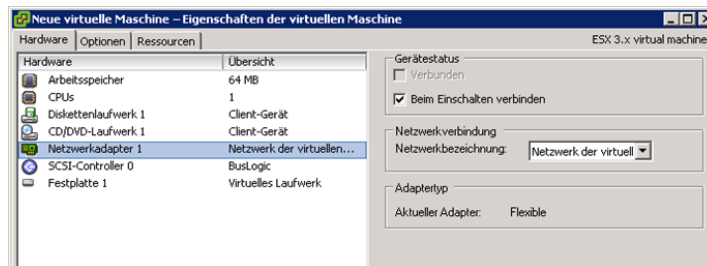 Neue virtuelle Maschine – Eigenschaften der virtuellen Maschine
Hardware Optionen Ressourcen ESX 3.x virtual machine
Hardware Übersicht
Arbeitsspeicher 64 MB
CPUs 1
Diskettenlaufwerk 1 Client-Gerät
CD/DVD-Laufwerk 1 Client-Gerät
Netzwerkadapter 1 Netzwerk der virtuellen...
SCSI-Controller 0 BusLogic
Festplatte 1 Virtuelles Laufwerk
Gerätestatus
Verbunden
Beim Einschalten verbinden
Netzwerkverbindung
Netzwerkbezeichnung: Netzwerk der virtuell
Adaptertyp
Aktueller Adapter: Flexible